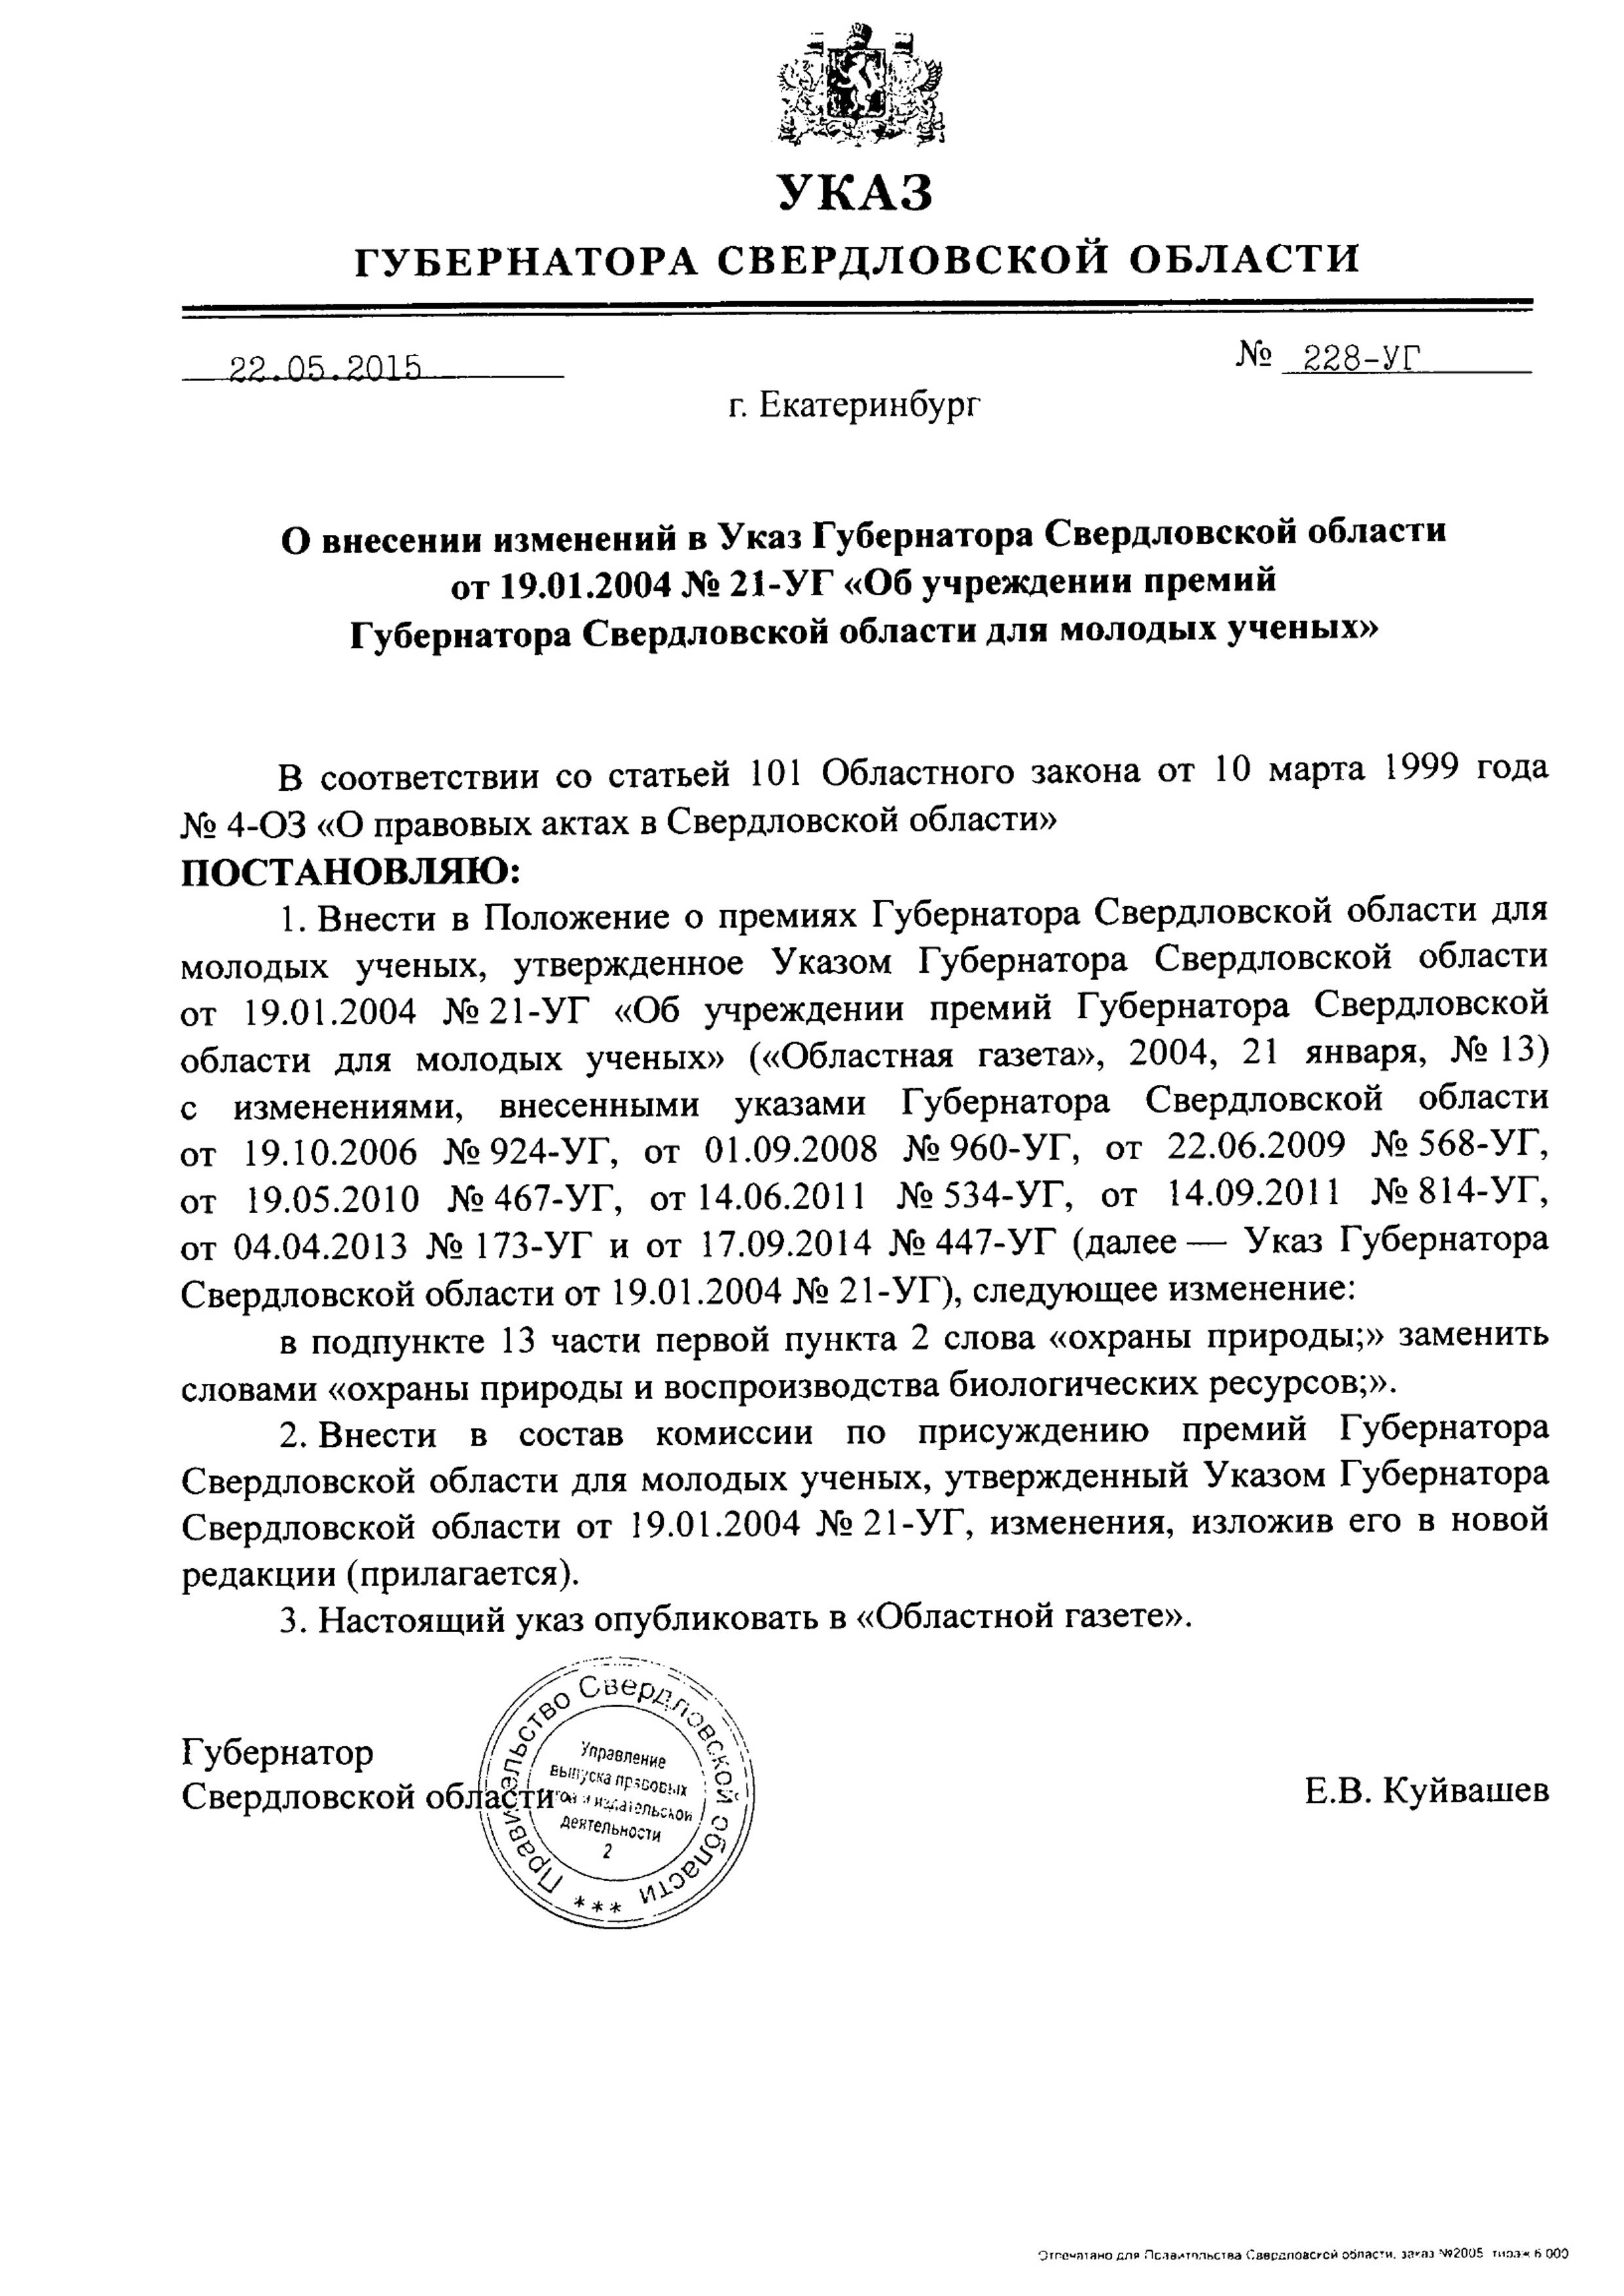 УКАЗ
ГУБЕРНАТОРА СВЕРДЛОВСКОЙ ОБЛАСТИ
22.05.2015 № 228-УГ
г. Екатеринбург
О внесении изменений в Указ Губернатора Свердловской области
от 19.01.2004 № 21-УГ «Об учреждении премий
Губернатора Свердловской области для молодых ученых»
В соответствии со статьей 101 Областного закона от 10 марта 1999 года
№ 4-ОЗ «О правовых актах в Свердловской области»
ПОСТАНОВЛЯЮ:
1. Внести в Положение о премиях Губернатора Свердловской области для
молодых ученых, утвержденное Указом Губернатора Свердловской области
от 19.01.2004 № 21-УГ «Об учреждении премий Губернатора Свердловской
области для молодых ученых» («Областная газета», 2004, 21 января, № 13)
с изменениями, внесенными указами Губернатора Свердловской области
от 19.10.2006 № 924-УГ, от 01.09.2008 № 960-УГ, от 22.06.2009 № 568-УГ,
от 19.05.2010 № 467-УГ, от 14.06.2011 № 534-УГ, от 14.09.2011 № 814-УГ,
от 04.04.2013 № 173-УГ и от 17.09.2014 № 447-УГ (далее — Указ Губернатора
Свердловской области от 19.01.2004 № 21-УГ), следующее изменение:
в подпункте 13 части первой пункта 2 слова «охраны природы;» заменить
словами «охраны природы и воспроизводства биологических ресурсов;».
2. Внести в состав комиссии по присуждению премий Губернатора
Свердловской области для молодых ученых, утвержденный Указом Губернатора
Свердловской области от 19.01.2004 № 21-УГ, изменения, изложив его в новой
редакции (прилагается).
3. Настоящий указ опубликовать в «Областной газете».
Губернатор
Свердловской области Е.В. Куйвашев
Правительство Свердловской области ***
Управление
выпуска правовых
и издательской
деятельности
2
Отпечатано для Правительства Свердловской области, заказ №2005 тираж 6 000